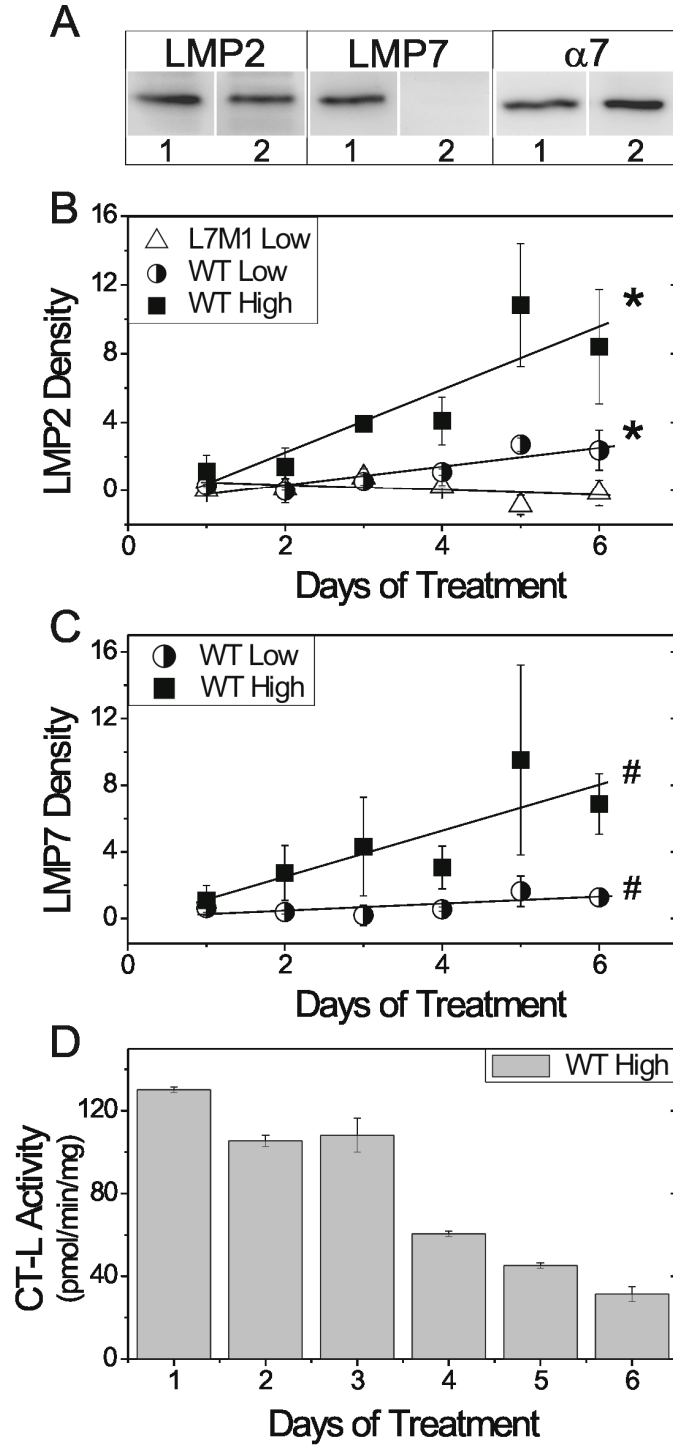 A
LMP2 LMP7 α7
1 2 1 2 1 2
B
16
12
8
4
0
LMP2 Density
L7M1 Low
WT Low
WT High
*
*
0 2 4 6
Days of Treatment
C
16
12
8
4
0
LMP7 Density
WT Low
WT High
#
#
0 2 4 6
Days of Treatment
D
120
80
40
0
CT-L Activity
(pmol/min/mg)
WT High
1 2 3 4 5 6
Days of Treatment